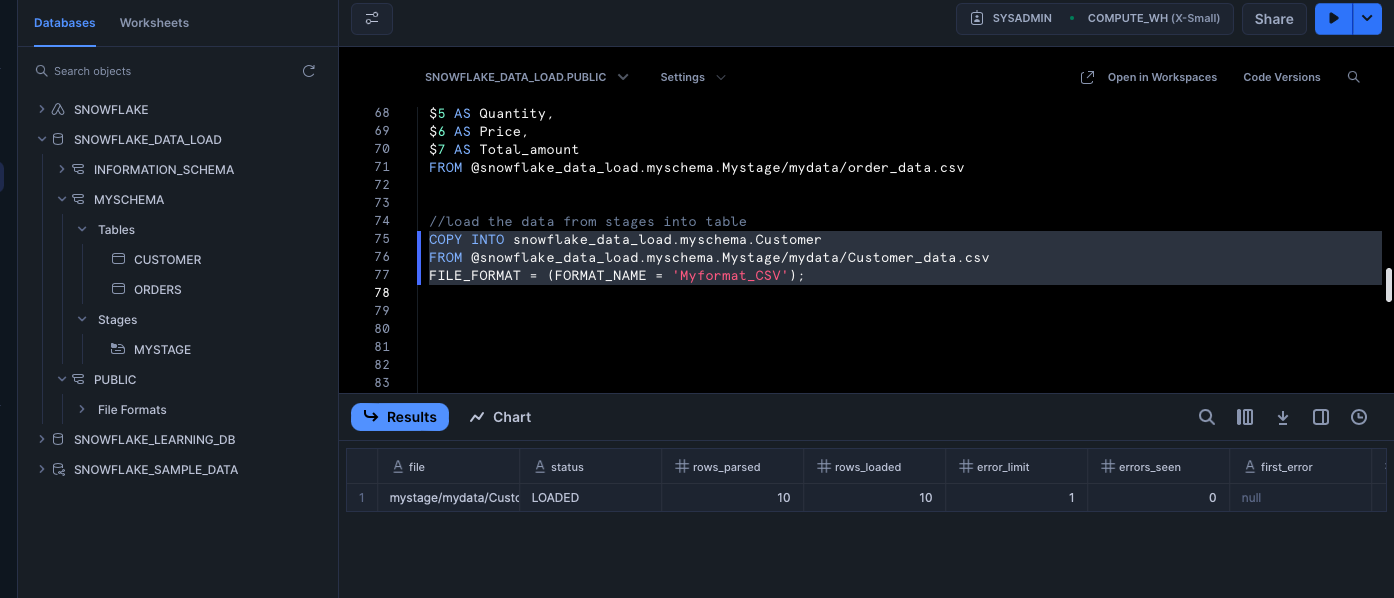 Databases Worksheets
SYSADMIN • COMPUTE_WH (X-Small) Share
Search objects
SNOWFLAKE
SNOWFLAKE_DATA_LOAD
INFORMATION_SCHEMA
MYSCHEMA
Tables
CUSTOMER
ORDERS
Stages
MYSTAGE
PUBLIC
File Formats
SNOWFLAKE_LEARNING_DB
SNOWFLAKE_SAMPLE_DATA
SNOWFLAKE_DATA_LOAD.PUBLIC Settings Open in Workspaces Code Versions
68 $5 AS Quantity,
69 $6 AS Price,
70 $7 AS Total_amount
71 FROM @snowflake_data_load.myschema.Mystage/mydata/order_data.csv
72
73
74 //load the data from stages into table
75 COPY INTO snowflake_data_load.myschema.Customer
76 FROM @snowflake_data_load.myschema.Mystage/mydata/Customer_data.csv
77 FILE_FORMAT = (FORMAT_NAME = 'Myformat_CSV');
78
79
80
81
82
83
Results Chart
file status rows_parsed rows_loaded error_limit errors_seen first_error
1 mystage/mydata/Custo LOADED 10 10 1 0 null